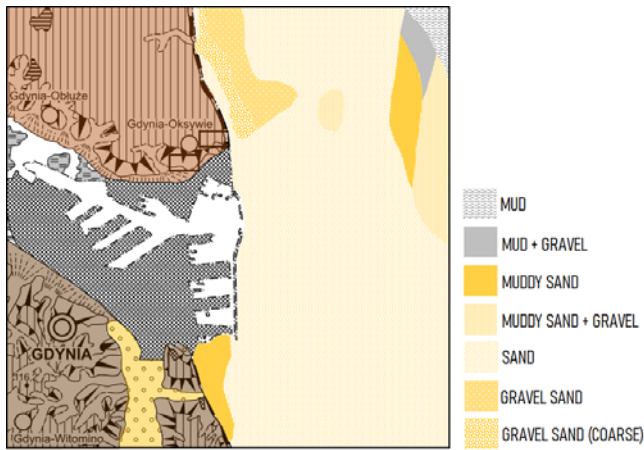 Gdynia-Obłuże
Gdynia-Oksywie
GDYNIA
116
Gdynia-Witomino
MUD
MUD + GRAVEL
MUDDY SAND
MUDDY SAND + GRAVEL
SAND
GRAVEL SAND
GRAVEL SAND (COARSE)